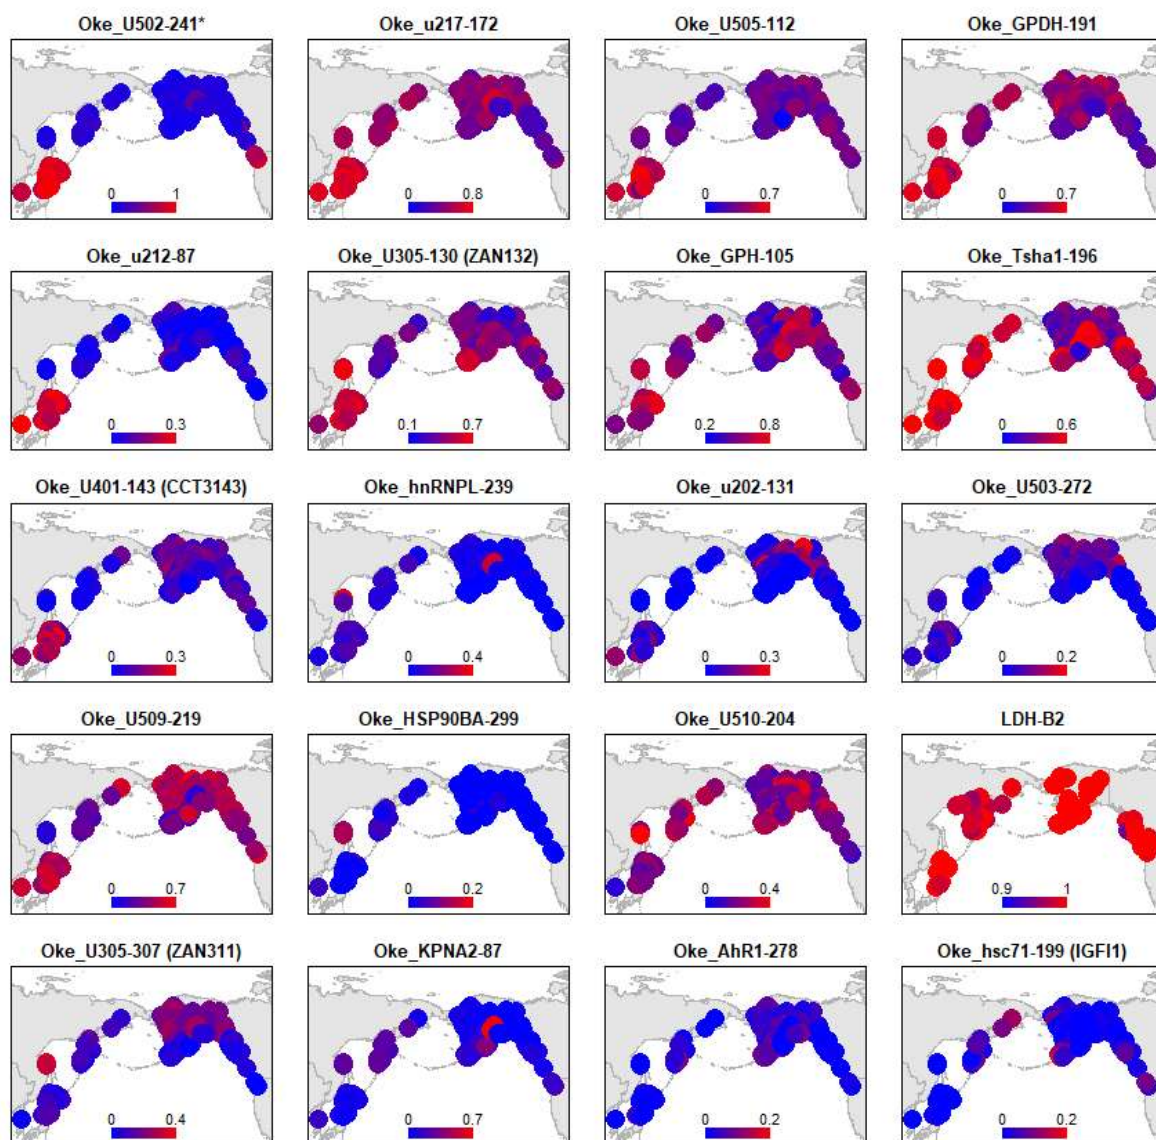 Oke_U502-241* Oke_u217-172 Oke_U505-112 Oke_GPDH-191
0 1 0 0.8 0 0.7 0 0.7
Oke_u212-87 Oke_U305-130 (ZAN132) Oke_GPH-105 Oke_Tsha1-196
0 0.3 0.1 0.7 0.2 0.8 0 0.6
Oke_U401-143 (CCT3143) Oke_hnRNPL-239 Oke_u202-131 Oke_U503-272
0 0.3 0 0.4 0 0.3 0 0.2
Oke_U509-219 Oke_HSP90BA-299 Oke_U510-204 LDH-B2
0 0.7 0 0.2 0 0.4 0.9 1
Oke_U305-307 (ZAN311) Oke_KPNA2-87 Oke_AhR1-278 Oke_hsc71-199 (IGFI1)
0 0.4 0 0.7 0 0.2 0 0.2